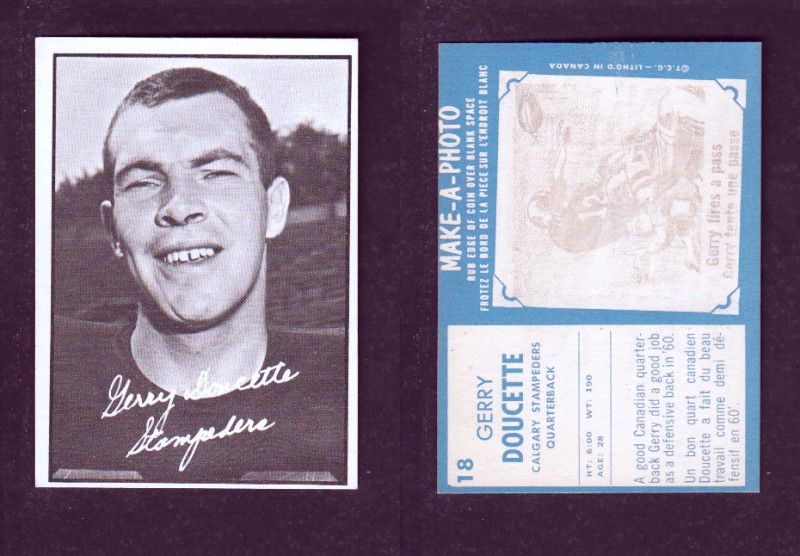 Gerry Doucette
Stampeders
©T.C.G. — LITHO'D IN CANADA
MAKE-A-PHOTO
RUB EDGE OF COIN OVER BLANK SPACE
FROTEZ LE BORD DE LA PIECE SUR L'ENDROIT BLANC
Gerry fires a pass
Gerry tente une passe
18
GERRY
DOUCETTE
CALGARY STAMPEDERS
QUARTERBACK
HT: 6:00 WT: 190
AGE: 28
A good Canadian quarter-
back Gerry did a good job
as a defensive back in '60.
Un bon quart canadien
Doucette a fait du beau
travail comme demi dé-
fensif en 60'.